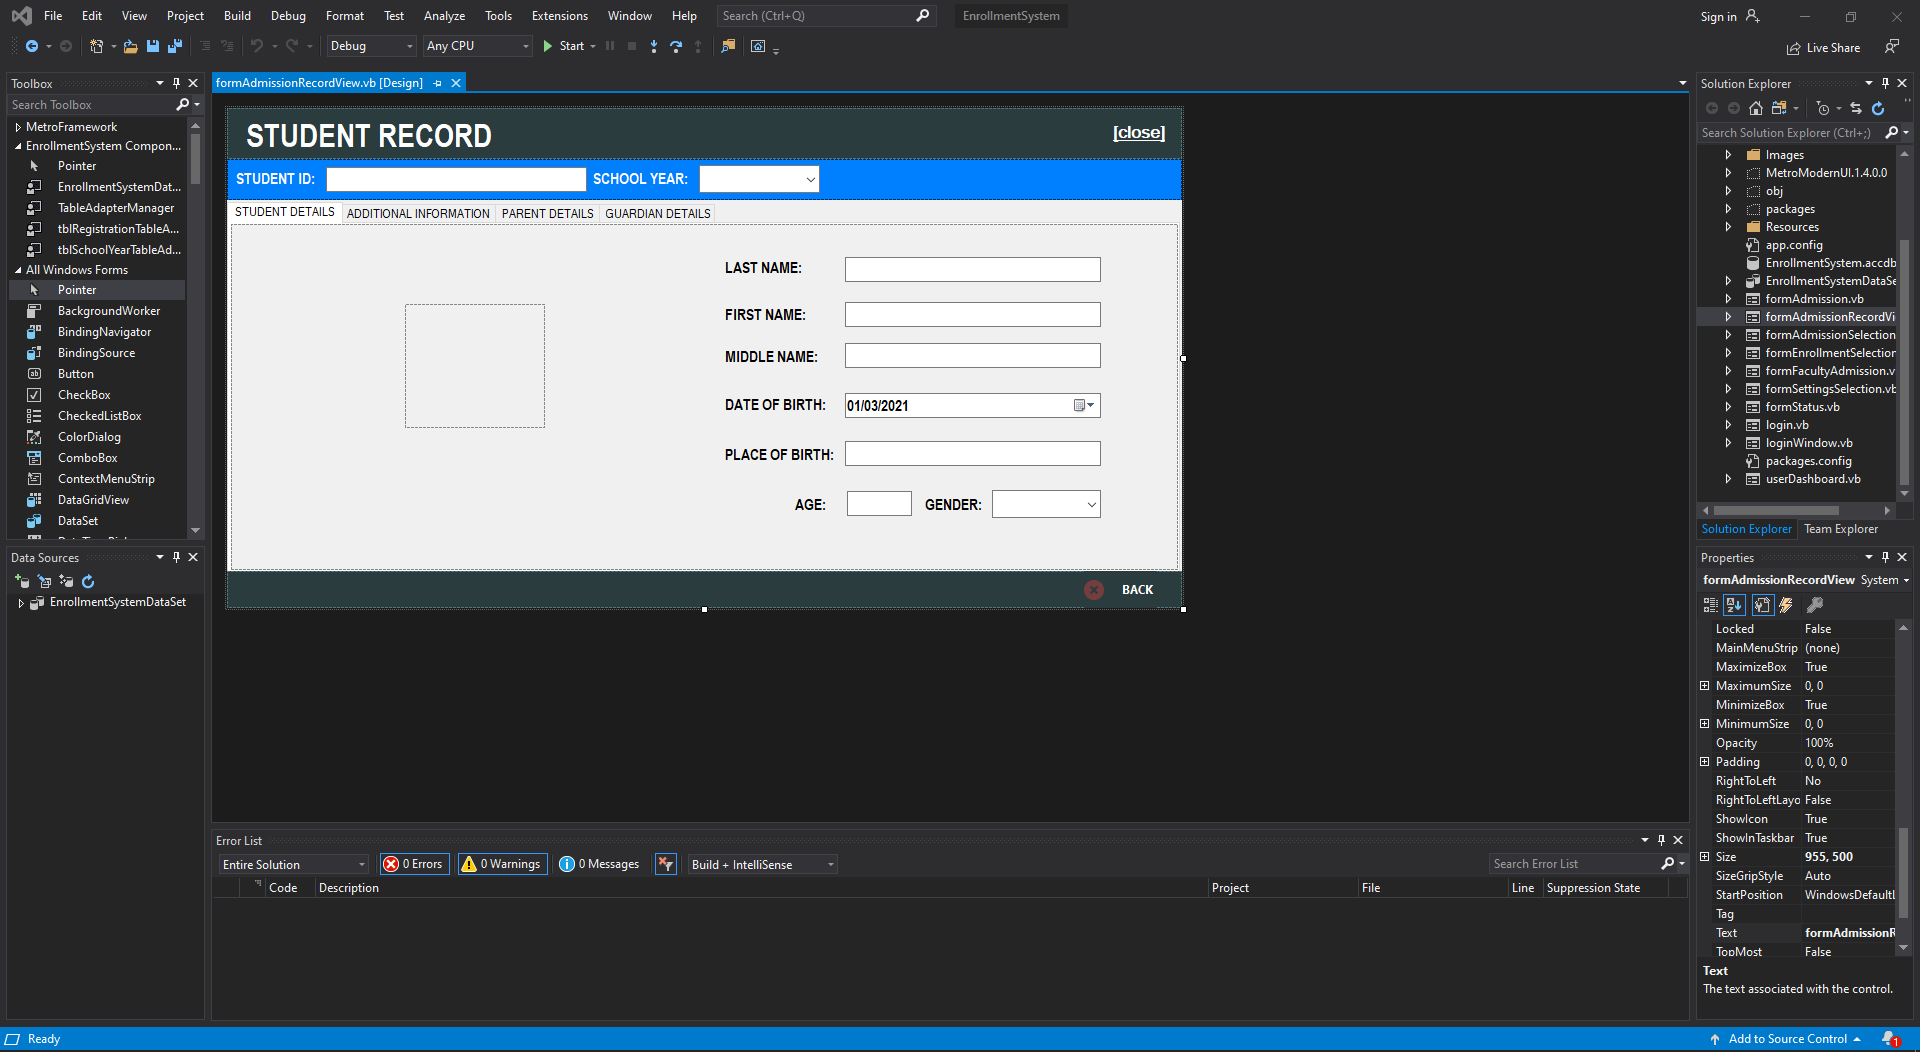 File Edit View Project Build Debug Format Test Analyze Tools Extensions Window Help Search (Ctrl+Q) EnrollmentSystem Sign in
Debug Any CPU Start Live Share
Toolbox
Search Toolbox
MetroFramework
EnrollmentSystem Compon...
Pointer
EnrollmentSystemDat...
TableAdapterManager
tblRegistrationTableA...
tblSchoolYearTableAd...
All Windows Forms
Pointer
BackgroundWorker
BindingNavigator
BindingSource
Button
CheckBox
CheckedListBox
ColorDialog
ComboBox
ContextMenuStrip
DataGridView
DataSet
Data Sources
EnrollmentSystemDataSet
formAdmissionRecordView.vb [Design]
STUDENT RECORD [close]
STUDENT ID: SCHOOL YEAR:
STUDENT DETAILS ADDITIONAL INFORMATION PARENT DETAILS GUARDIAN DETAILS
LAST NAME:
FIRST NAME:
MIDDLE NAME:
DATE OF BIRTH: 01/03/2021
PLACE OF BIRTH:
AGE: GENDER:
BACK
Error List
Entire Solution 0 Errors 0 Warnings 0 Messages Build + IntelliSense Search Error List
Code Description Project File Line Suppression State
Solution Explorer
Search Solution Explorer (Ctrl+;)
Images
MetroModernUI.1.4.0.0
obj
packages
Resources
app.config
EnrollmentSystem.accdb
EnrollmentSystemDataSe
formAdmission.vb
formAdmissionRecordVi
formAdmissionSelection
formEnrollmentSelection
formFacultyAdmission.v
formSettingsSelection.vb
formStatus.vb
login.vb
loginWindow.vb
packages.config
userDashboard.vb
Solution Explorer Team Explorer
Properties
formAdmissionRecordView System
Locked False
MainMenuStrip (none)
MaximizeBox True
MaximumSize 0, 0
MinimizeBox True
MinimumSize 0, 0
Opacity 100%
Padding 0, 0, 0, 0
RightToLeft No
RightToLeftLayo False
ShowIcon True
ShowInTaskbar True
Size 955, 500
SizeGripStyle Auto
StartPosition WindowsDefaultL
Tag
Text formAdmissionR
TopMost False
Text
The text associated with the control.
Ready Add to Source Control 1